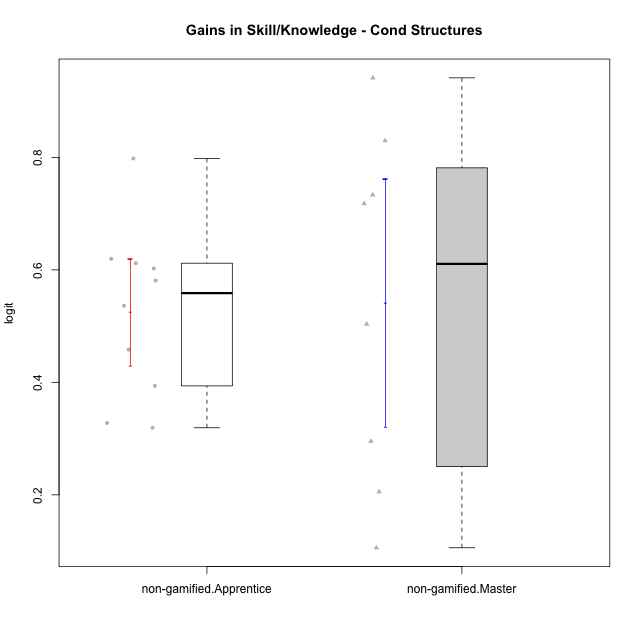 Gains in Skill/Knowledge - Cond Structures
logit
0.8
0.6
0.4
0.2
non-gamified.Apprentice
non-gamified.Master